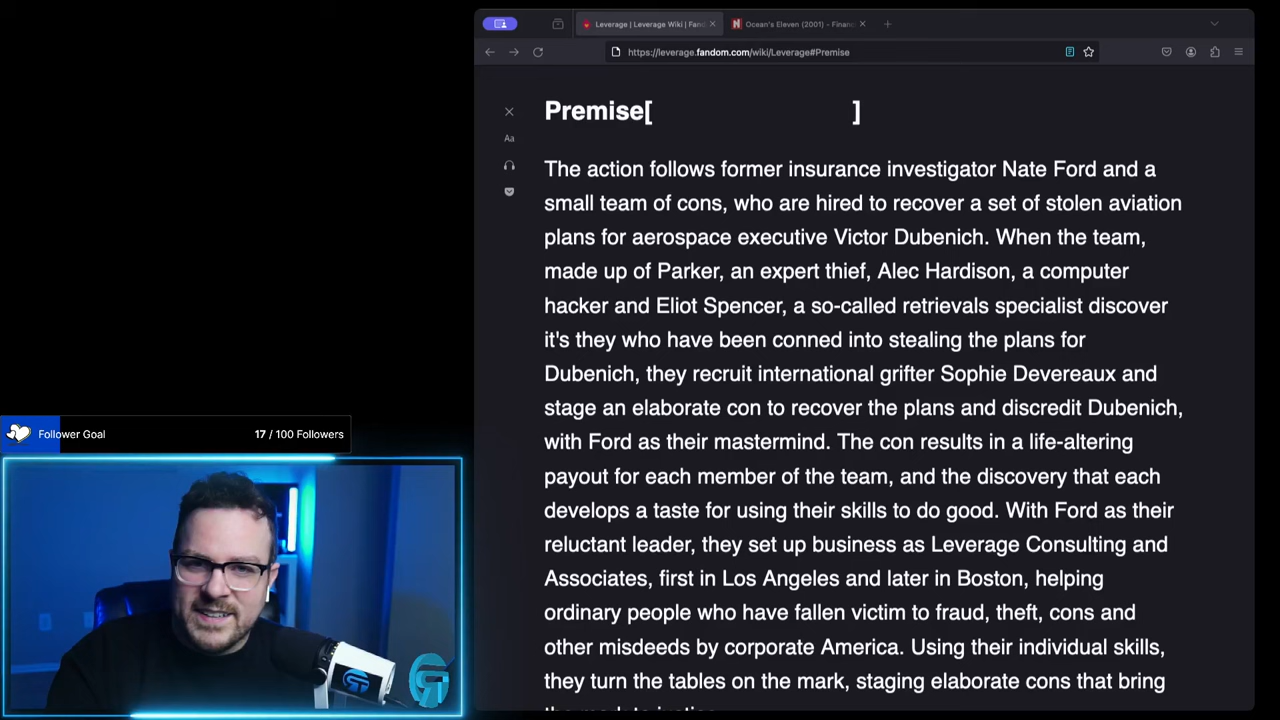 Leverage | Leverage Wiki | Fan
Ocean's Eleven (2001) - Financ
https://leverage.fandom.com/wiki/Leverage#Premise
Premise[ ]
Aa
The action follows former insurance investigator Nate Ford and a
small team of cons, who are hired to recover a set of stolen aviation
plans for aerospace executive Victor Dubenich. When the team,
made up of Parker, an expert thief, Alec Hardison, a computer
hacker and Eliot Spencer, a so-called retrievals specialist discover
it's they who have been conned into stealing the plans for
Dubenich, they recruit international grifter Sophie Devereaux and
stage an elaborate con to recover the plans and discredit Dubenich,
with Ford as their mastermind. The con results in a life-altering
payout for each member of the team, and the discovery that each
develops a taste for using their skills to do good. With Ford as their
reluctant leader, they set up business as Leverage Consulting and
Associates, first in Los Angeles and later in Boston, helping
ordinary people who have fallen victim to fraud, theft, cons and
other misdeeds by corporate America. Using their individual skills,
they turn the tables on the mark, staging elaborate cons that bring
Follower Goal
17 / 100 Followers